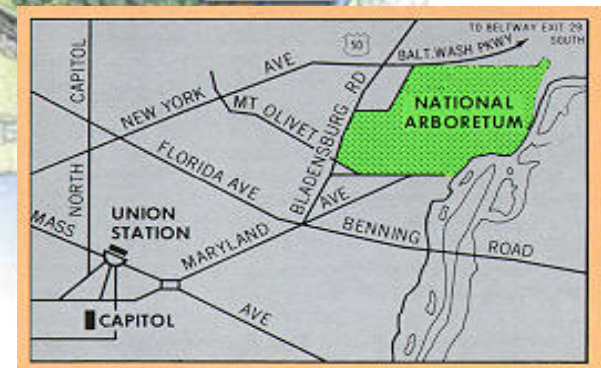 TO BELTWAY EXIT 29
SOUTH
50
BALT. WASH PKWY
NEW YORK AVE
NORTH CAPITOL
MT OLIVET
BLADENSBURG RD
NATIONAL
ARBORETUM
FLORIDA AVE
MARYLAND AVE
BENNING ROAD
MASS AVE
UNION
STATION
CAPITOL